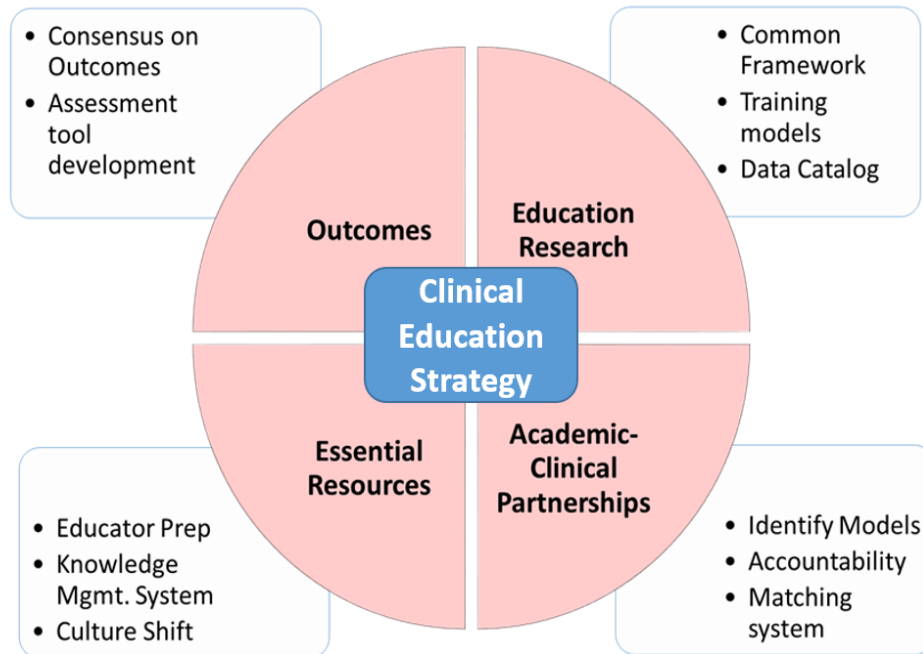 • Consensus on
Outcomes
• Assessment
tool
development
• Common
Framework
• Training
models
• Data Catalog
Outcomes
Education
Research
Clinical
Education
Strategy
Essential
Resources
Academic-
Clinical
Partnerships
• Educator Prep
• Knowledge
Mgmt. System
• Culture Shift
• Identify Models
• Accountability
• Matching
system